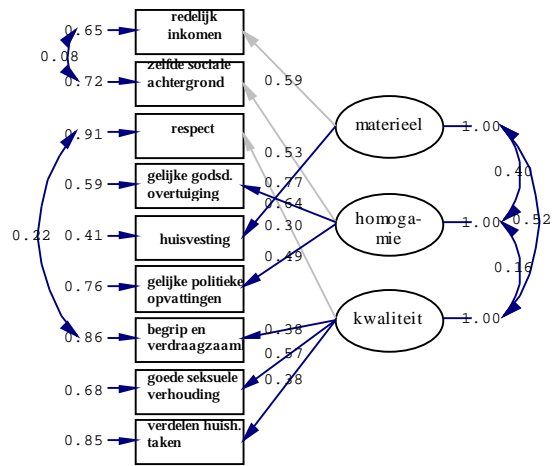 0.65
redelijk
inkomen
0.08
0.72
zelfde sociale
achtergrond
0.59
0.91
respect
materieel
1.00
0.53
0.59
gelijke godsd.
overtuiging
0.77
0.64
0.40
0.22
0.41
huisvesting
0.30
homoga-
mie
1.00
0.52
0.49
0.16
0.76
gelijke politieke
opvattingen
0.86
begrip en
verdraagzaam.
0.38
kwaliteit
1.00
0.57
0.68
goede seksuele
verhouding
0.38
0.85
verdelen huish.
taken